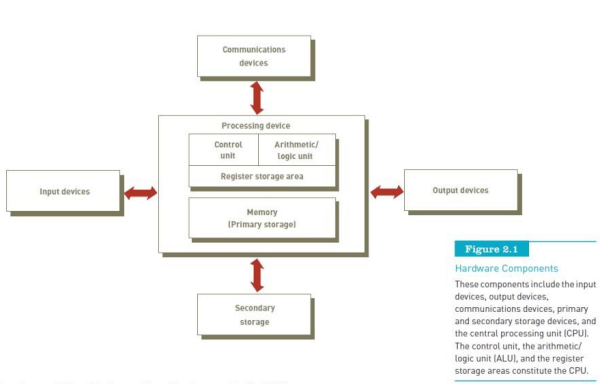 Communications
devices
Processing device
Control
unit
Arithmetic/
logic unit
Register storage area
Input devices
Output devices
Memory
(Primary storage)
Secondary
storage
Figure 2.1
Hardware Components
These components include the input
devices, output devices,
communications devices, primary
and secondary storage devices, and
the central processing unit (CPU).
The control unit, the arithmetic/
logic unit (ALU), and the register
storage areas constitute the CPU.